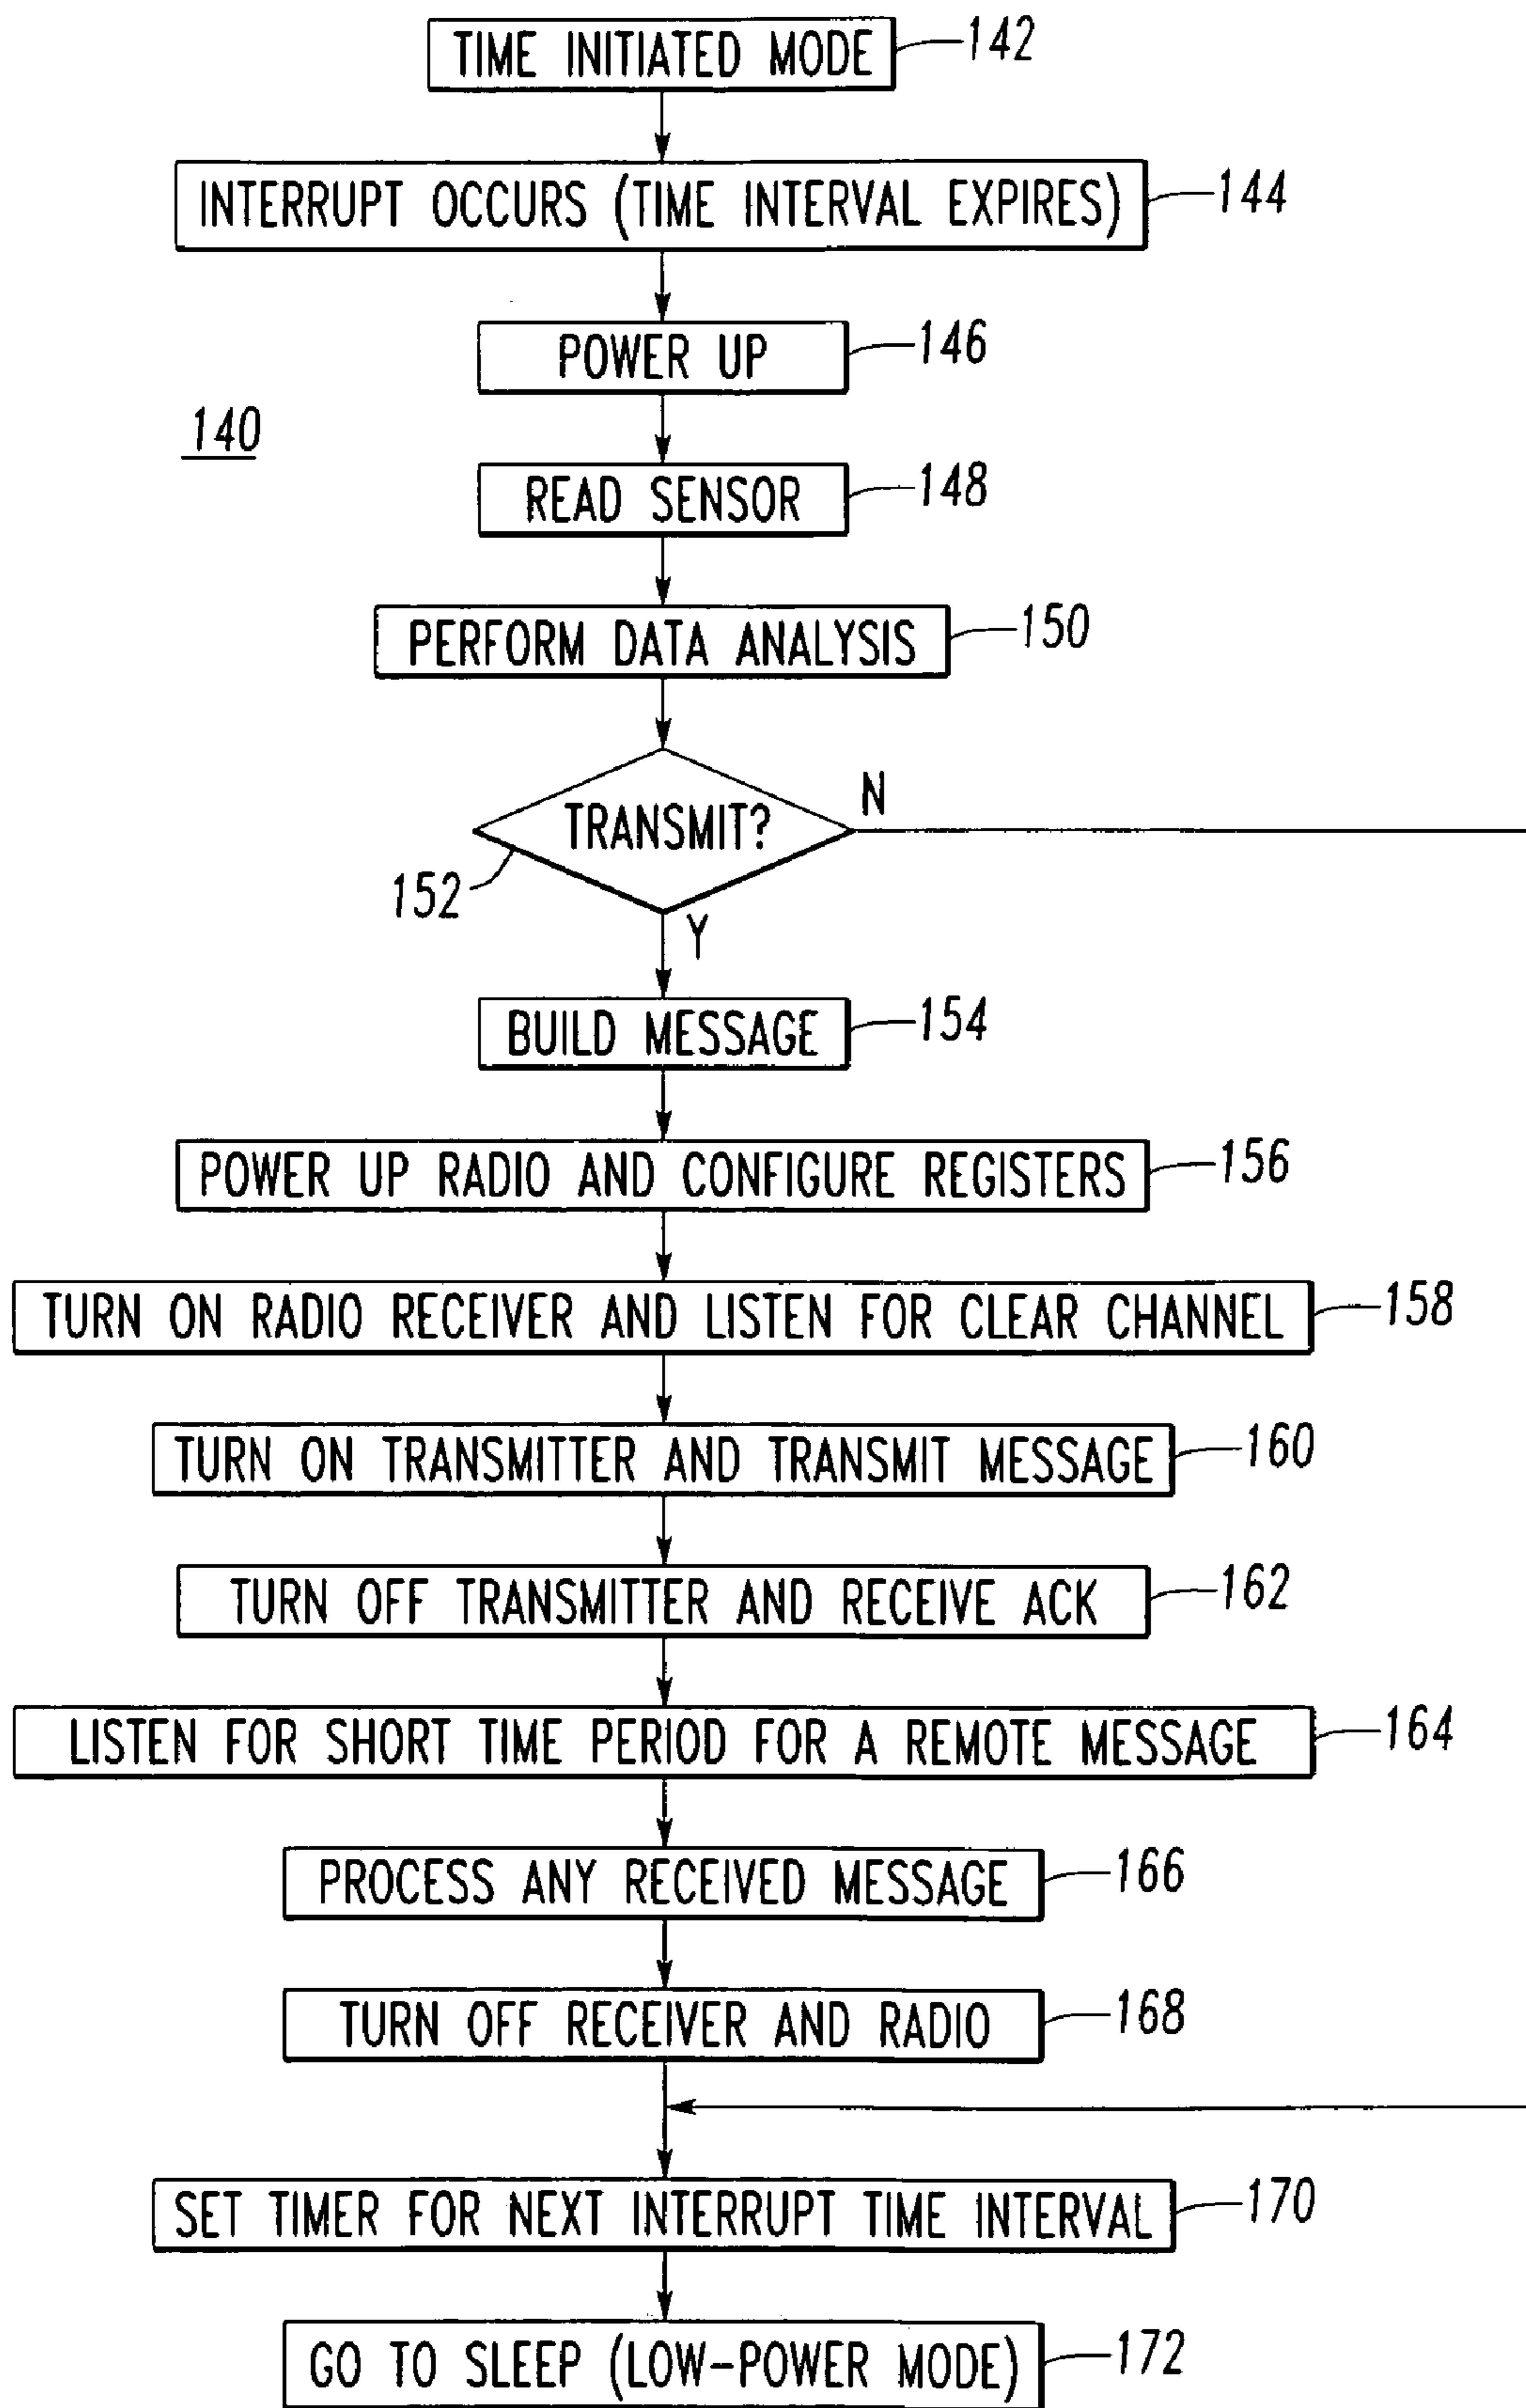 TIME INITIATED MODE 142
INTERRUPT OCCURS (TIME INTERVAL EXPIRES) 144
POWER UP 146
140
READ SENSOR 148
PERFORM DATA ANALYSIS 150
TRANSMIT? N
152
Y
BUILD MESSAGE 154
POWER UP RADIO AND CONFIGURE REGISTERS 156
TURN ON RADIO RECEIVER AND LISTEN FOR CLEAR CHANNEL 158
TURN ON TRANSMITTER AND TRANSMIT MESSAGE 160
TURN OFF TRANSMITTER AND RECEIVE ACK 162
LISTEN FOR SHORT TIME PERIOD FOR A REMOTE MESSAGE 164
PROCESS ANY RECEIVED MESSAGE 166
TURN OFF RECEIVER AND RADIO 168
SET TIMER FOR NEXT INTERRUPT TIME INTERVAL 170
GO TO SLEEP (LOW-POWER MODE) 172